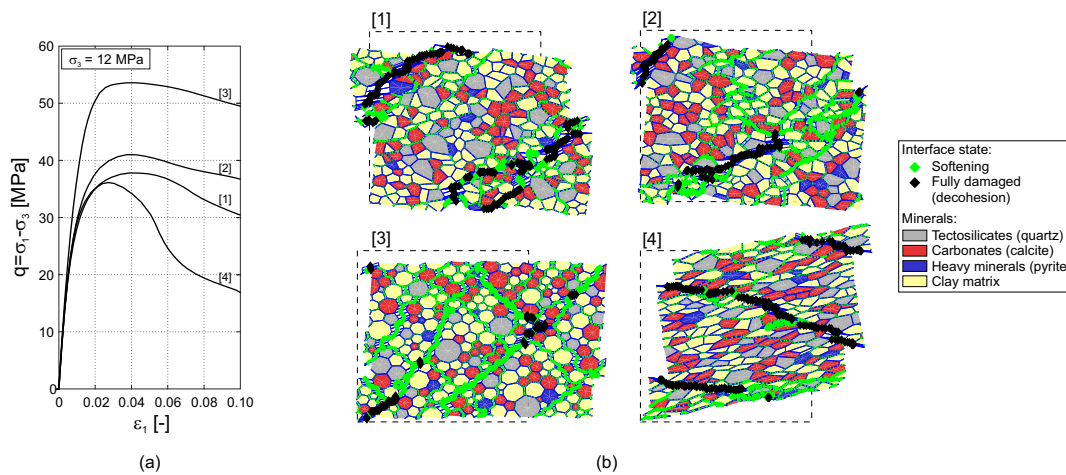 [1]
[2]
60
50
40
30
20
10
0
σ3 = 12 MPa
[3]
[2]
[1]
[4]
q=σ1-σ3 [MPa]
0
0.02
0.04
0.06
0.08
0.10
ε1 [-]
[3]
[4]
Interface state:
Softening
Fully damaged
(decohesion)
Minerals:
Tectosilicates (quartz)
Carbonates (calcite)
Heavy minerals (pyrite
Clay matrix
(a)
(b)